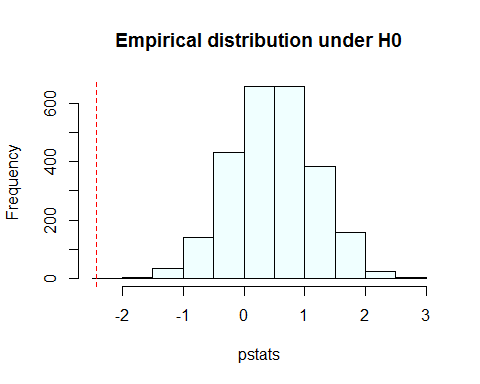 Empirical distribution under H0
Frequency
600
400
200
0
-2 -1 0 1 2 3
pstats